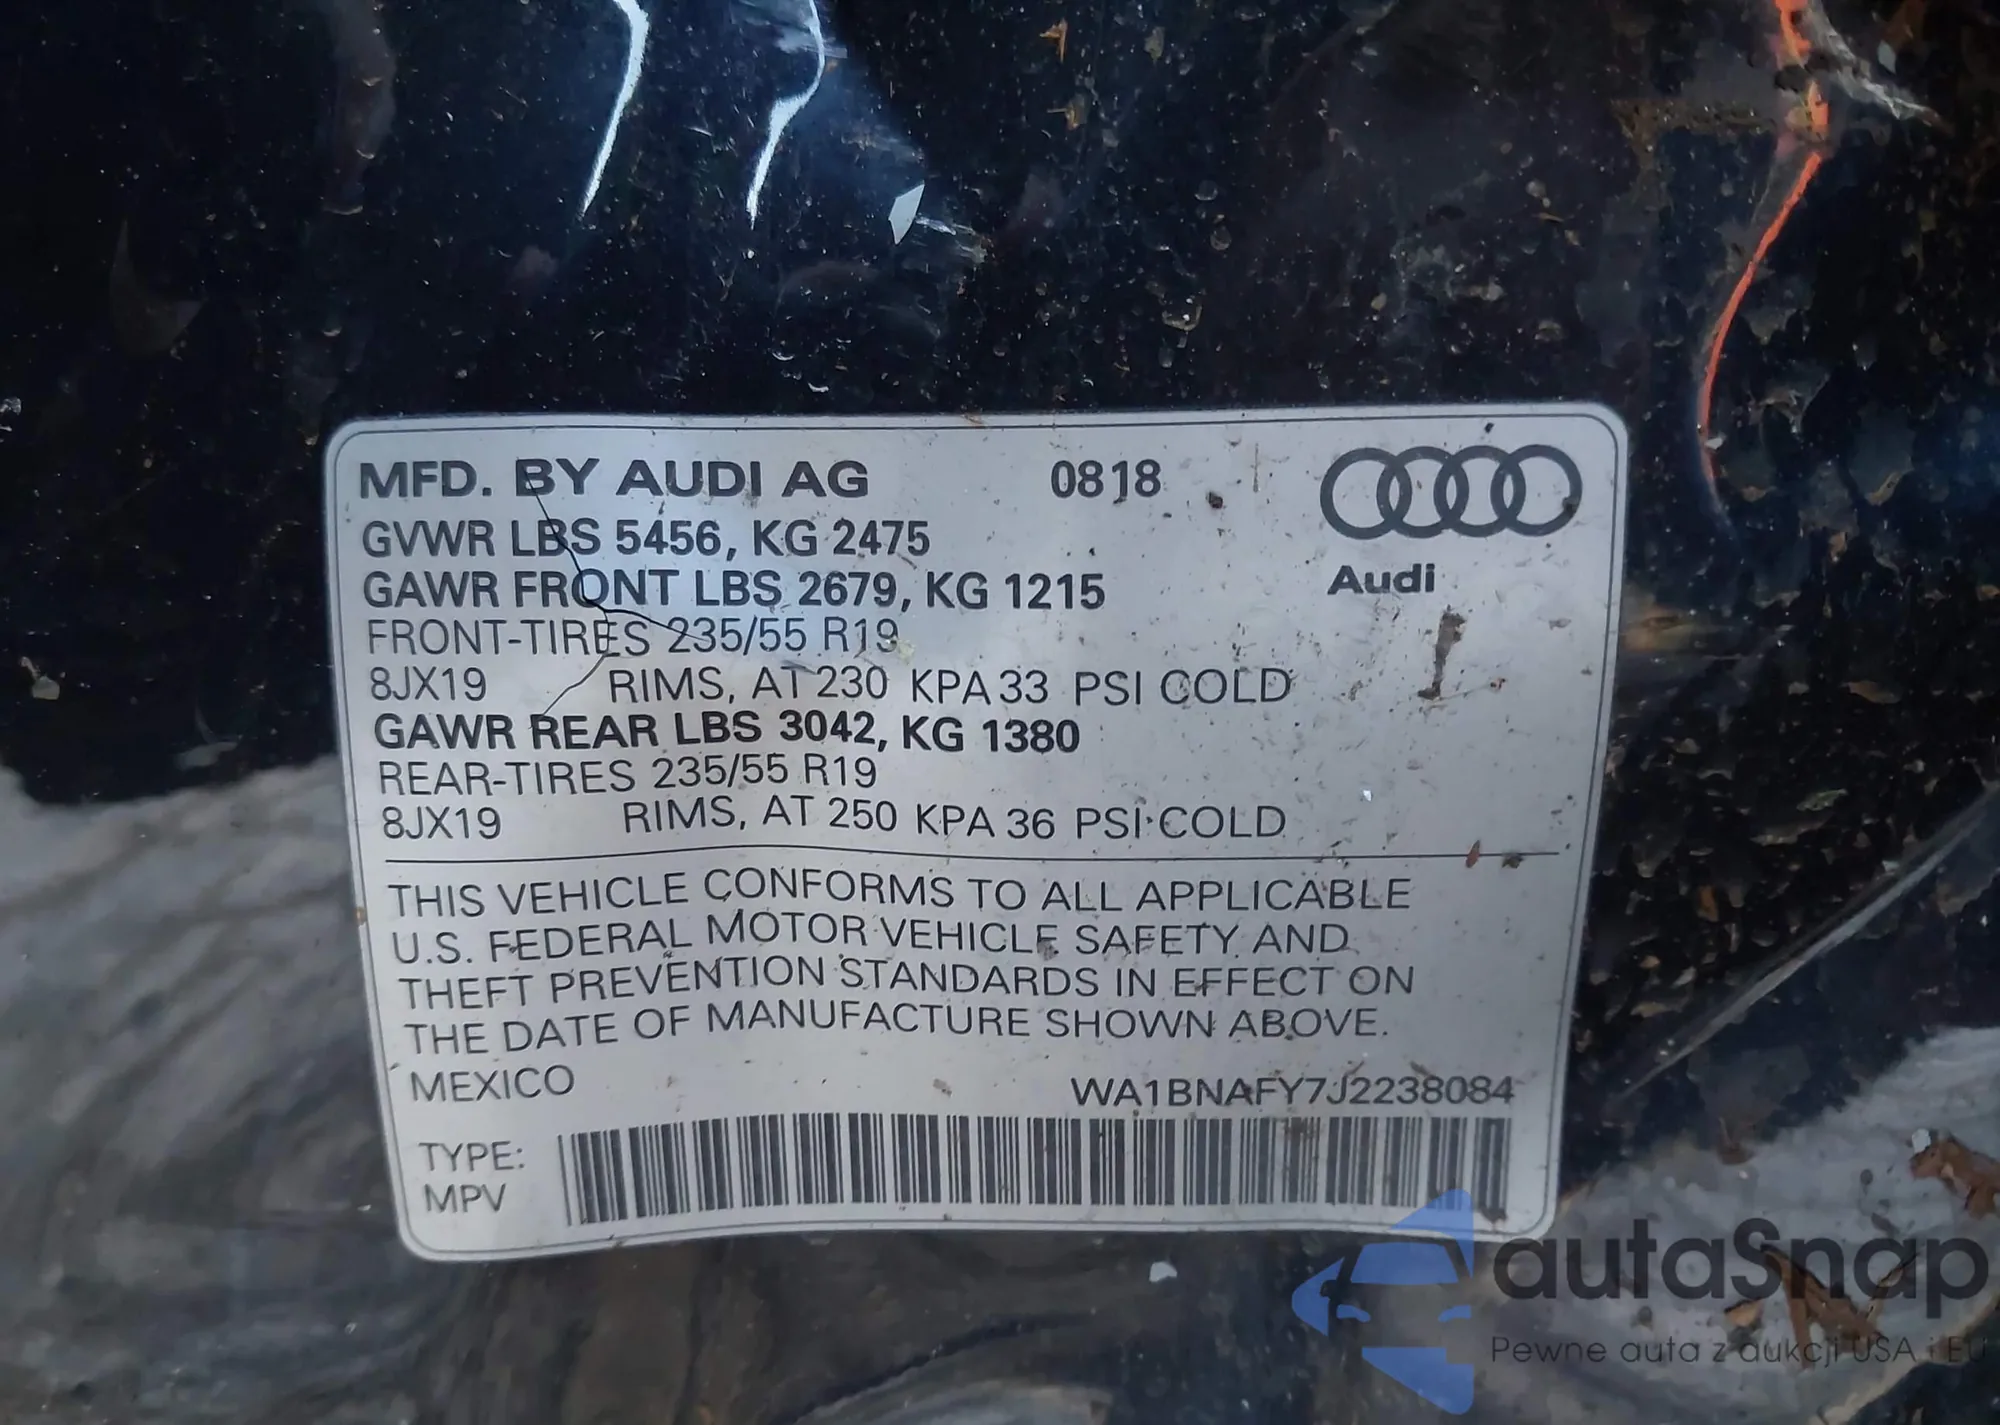 MFD. BY AUDI AG 0818
GVWR LBS 5456, KG 2475
GAWR FRONT LBS 2679, KG 1215
Audi
FRONT-TIRES 235/55 R19
8JX19 RIMS, AT 230 KPA 33 PSI COLD
GAWR REAR LBS 3042, KG 1380
REAR-TIRES 235/55 R19
8JX19 RIMS, AT 250 KPA 36 PSI COLD
THIS VEHICLE CONFORMS TO ALL APPLICABLE
U.S. FEDERAL MOTOR VEHICLE SAFETY AND
THEFT PREVENTION STANDARDS IN EFFECT ON
THE DATE OF MANUFACTURE SHOWN ABOVE.
MEXICO WA1BNAFY7J2238084
TYPE:
MPV
autaSnap
Pewne auta z aukcji USA i EU